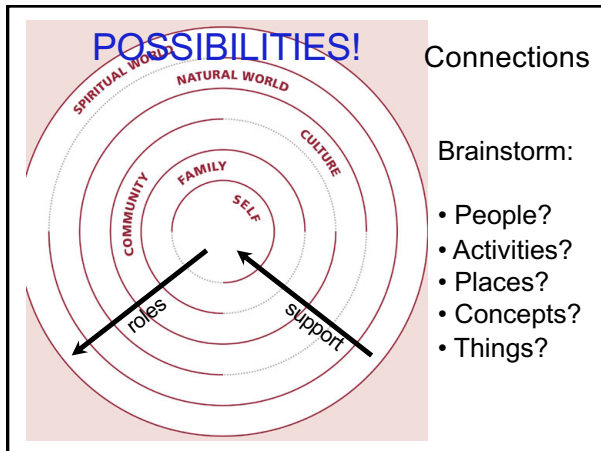 POSSIBILITIES!
SPIRITUAL WORLD
NATURAL WORLD
CULTURE
COMMUNITY
FAMILY
SELF
roles
support
Connections
Brainstorm:
• People?
• Activities?
• Places?
• Concepts?
• Things?